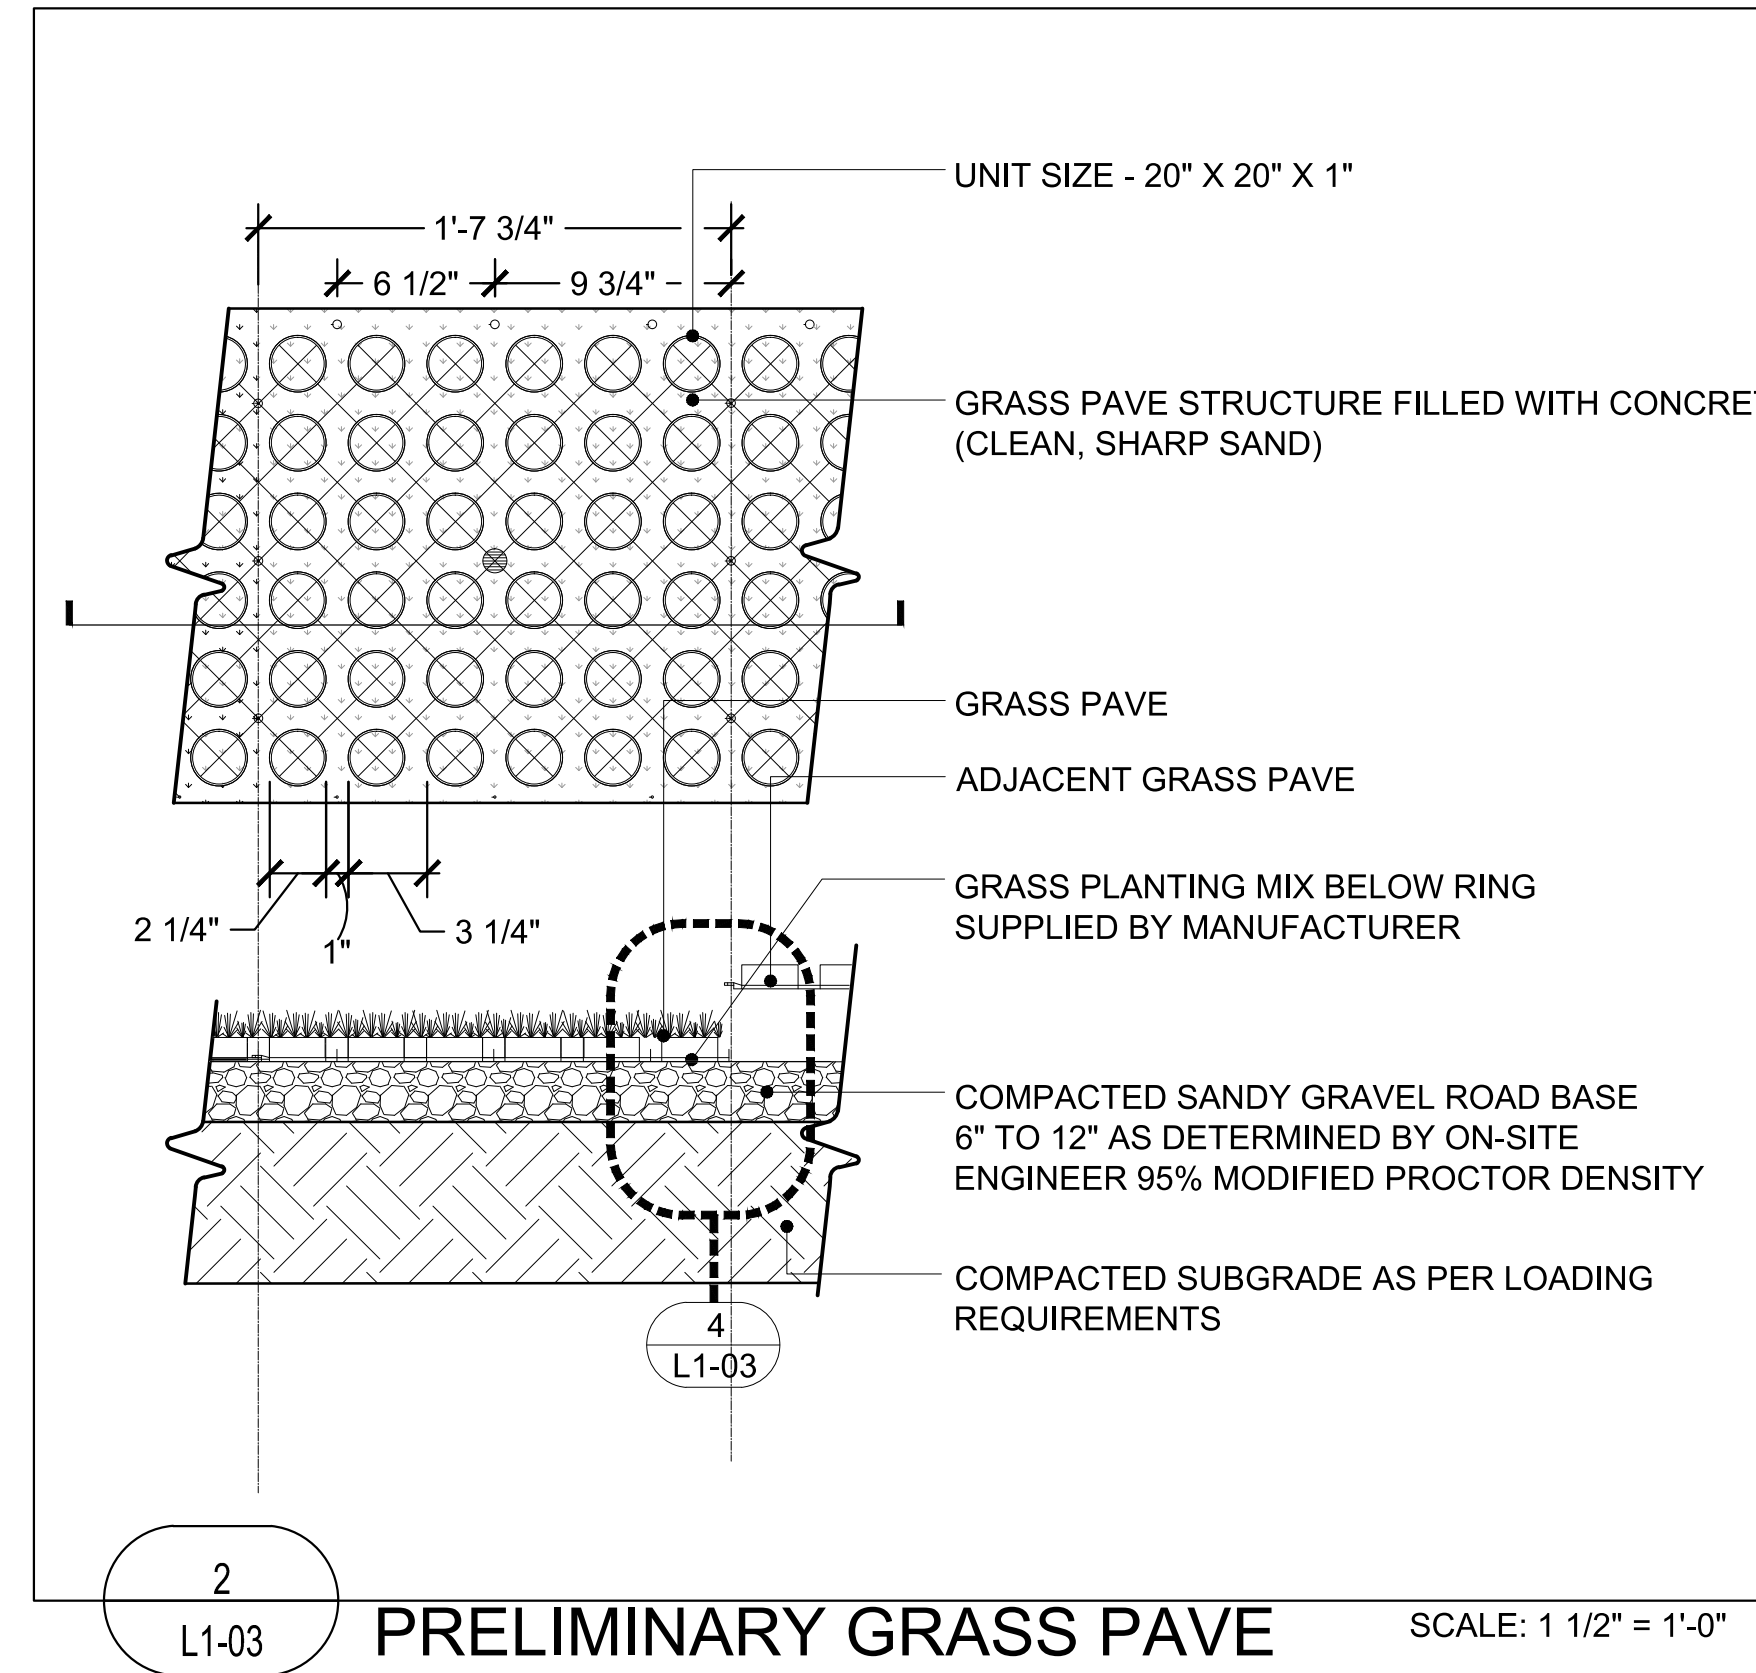 UNIT SIZE - 20" X 20" X 1"
1'-7 3/4"
6 1/2"
9 3/4"
GRASS PAVE STRUCTURE FILLED WITH
(CLEAN, SHARP SAND)
GRASS PAVE
ADJACENT GRASS PAVE
GRASS PLANTING MIX BELOW RING
SUPPLIED BY MANUFACTURER
2 1/4"
1"
3 1/4"
COMPACTED SANDY GRAVEL ROAD BASE
6" TO 12" AS DETERMINED BY ON-SITE
ENGINEER 95% MODIFIED PROCTOR DENSITY
COMPACTED SUBGRADE AS PER LOADING
REQUIREMENTS
4
L1-03
2
L1-03
PRELIMINARY GRASS PAVE
SCALE: 1 1/2" = 1'-0"